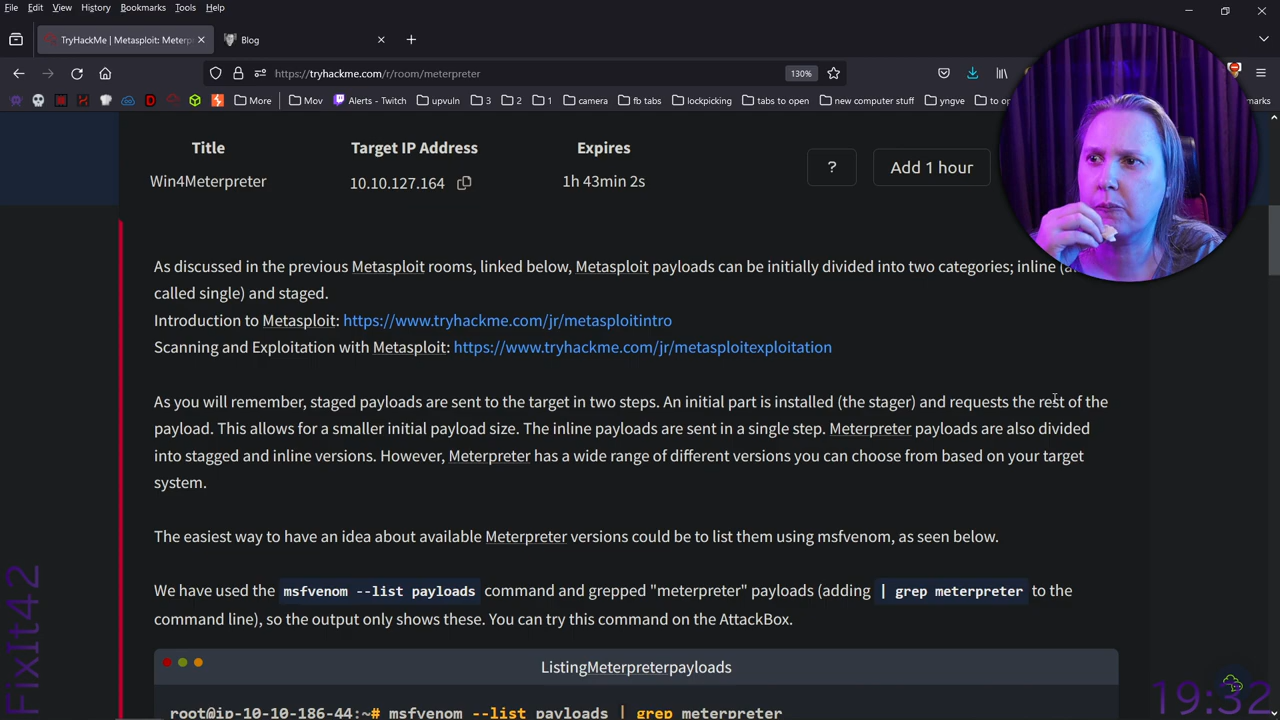 File Edit View History Bookmarks Tools Help
TryHackMe | Metasploit: Meterp
Blog
https://tryhackme.com/r/room/meterpreter
130%
More Mov Alerts - Twitch upvuln 3 2 1 camera fb tabs lockpicking tabs to open new computer stuff yngve to op
Title Target IP Address Expires
Win4Meterpreter 10.10.127.164 1h 43min 2s
? Add 1 hour
As discussed in the previous Metasploit rooms, linked below, Metasploit payloads can be initially divided into two categories; inline
called single) and staged.
Introduction to Metasploit: https://www.tryhackme.com/jr/metasploitintro
Scanning and Exploitation with Metasploit: https://www.tryhackme.com/jr/metasploitexploitation
As you will remember, staged payloads are sent to the target in two steps. An initial part is installed (the stager) and requests the rest of the
payload. This allows for a smaller initial payload size. The inline payloads are sent in a single step. Meterpreter payloads are also divided
into stagged and inline versions. However, Meterpreter has a wide range of different versions you can choose from based on your target
system.
The easiest way to have an idea about available Meterpreter versions could be to list them using msfvenom, as seen below.
We have used the msfvenom --list payloads command and grepped "meterpreter" payloads (adding | grep meterpreter to the
command line), so the output only shows these. You can try this command on the AttackBox.
ListingMeterpreterpayloads
root@ip-10-10-186-44:~# msfvenom --list payloads | grep meterpreter
FixIt42
19:32